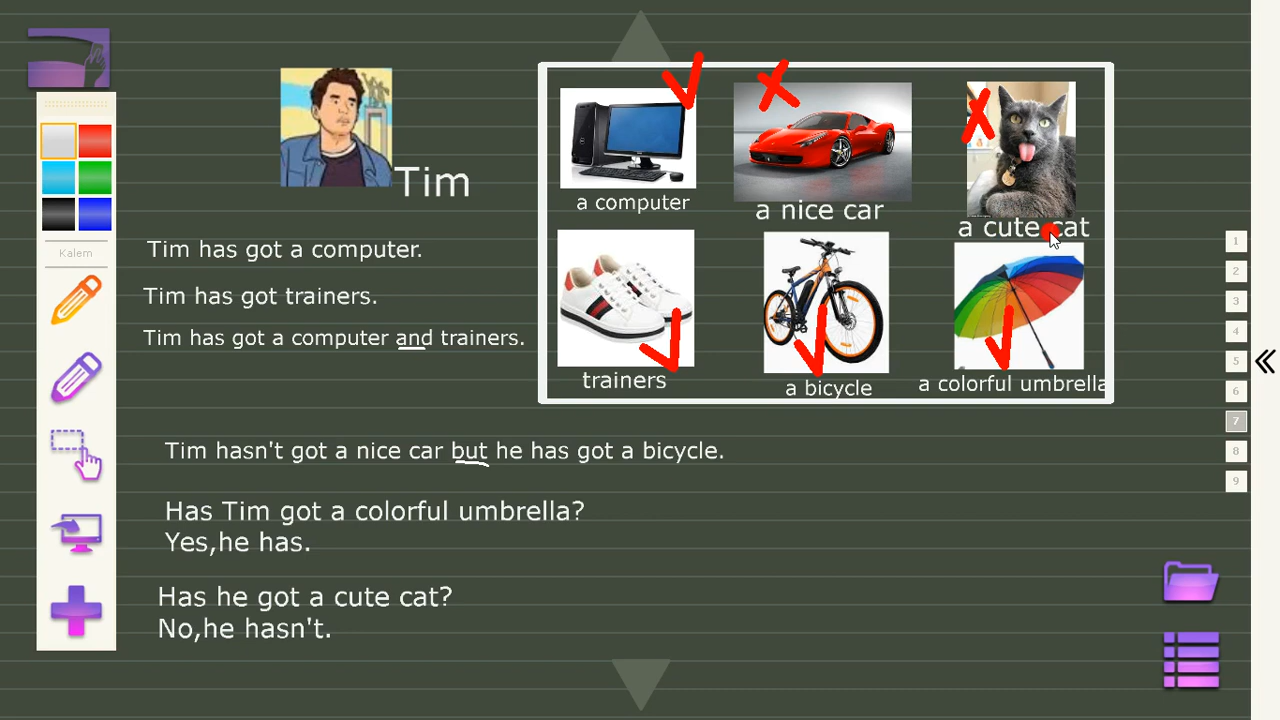 Tim
a computer
a nice car
a cute cat
trainers
a bicycle
a colorful umbrella
Tim has got a computer.
Tim has got trainers.
Tim has got a computer and trainers.
Tim hasn't got a nice car but he has got a bicycle.
Has Tim got a colorful umbrella?
Yes,he has.
Has he got a cute cat?
No,he hasn't.
Kalem
1
2
3
4
5
6
7
8
9